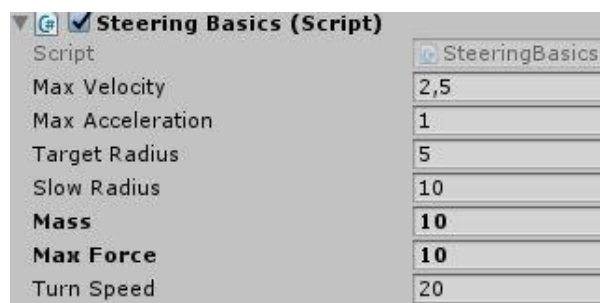 Steering Basics (Script)
Script SteeringBasics
Max Velocity 2,5
Max Acceleration 1
Target Radius 5
Slow Radius 10
Mass 10
Max Force 10
Turn Speed 20